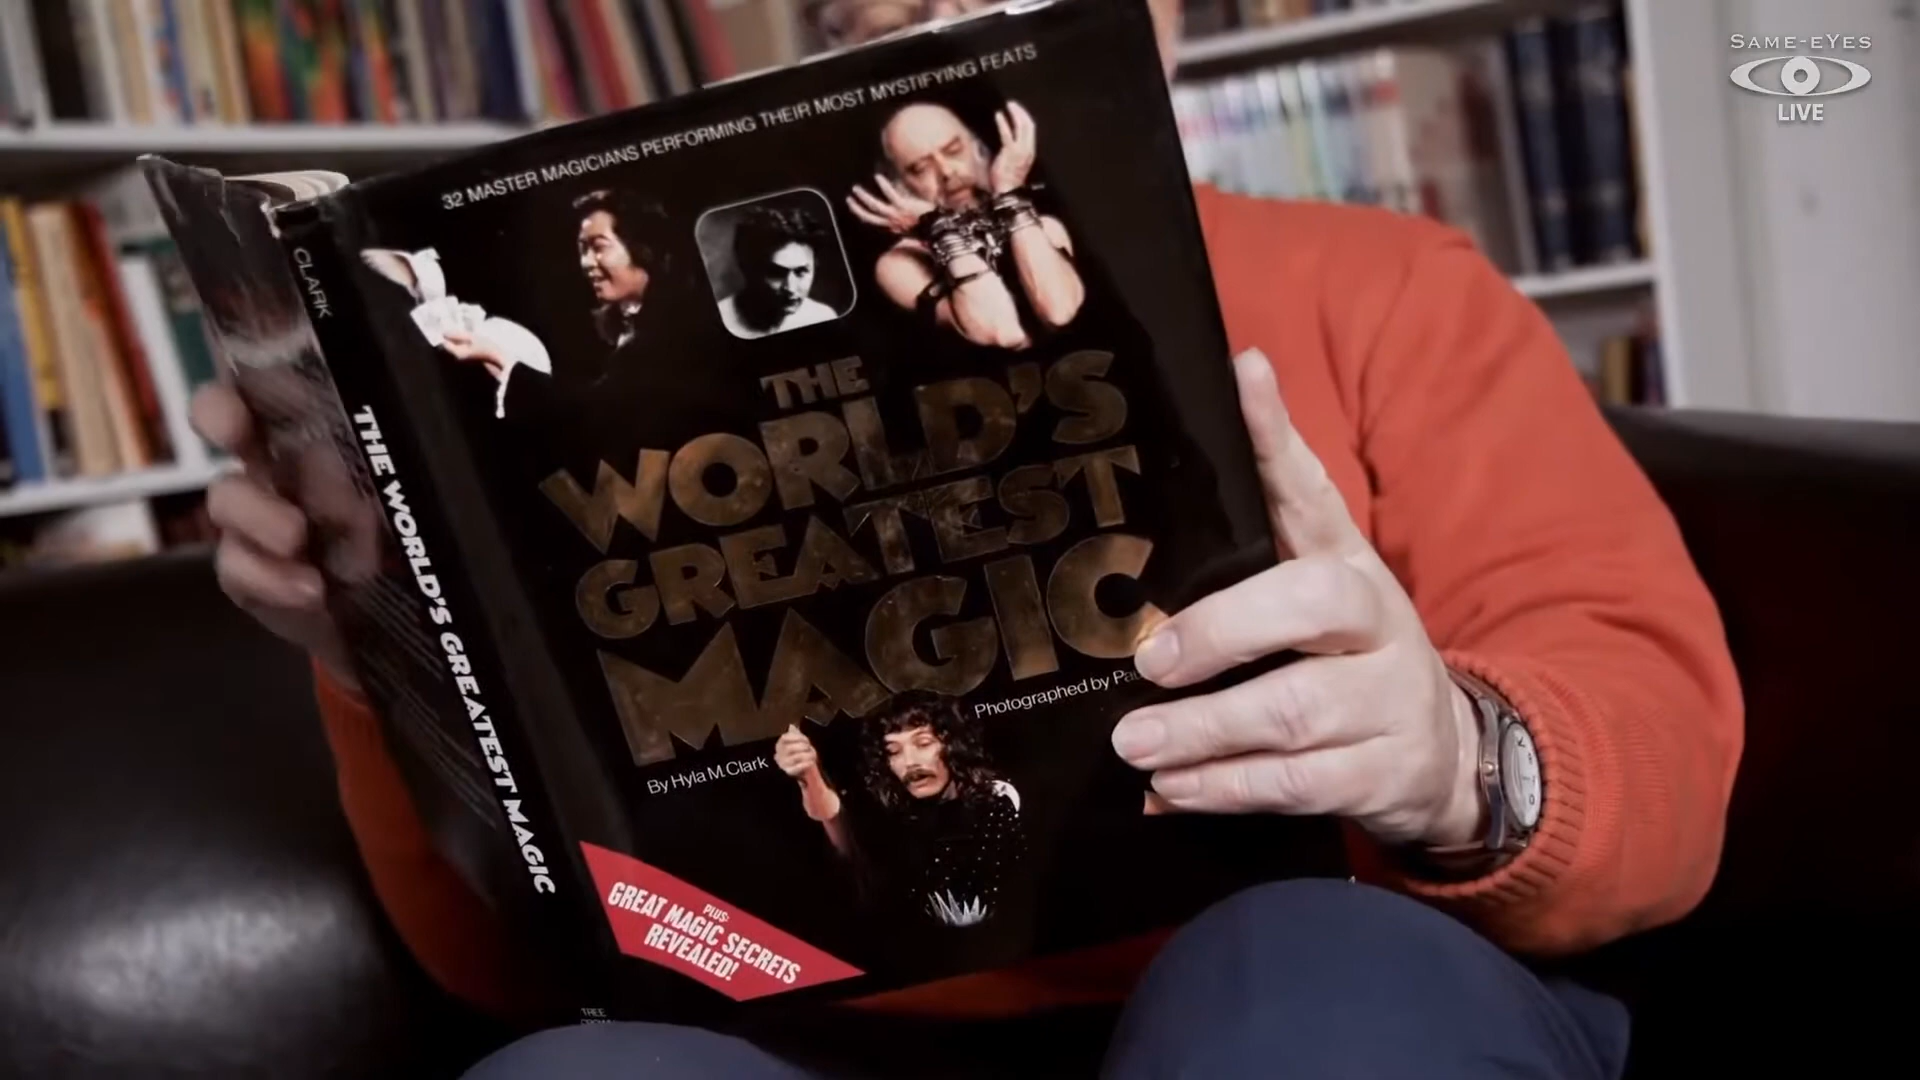 SAME-EYES
LIVE
32 MASTER MAGICIANS PERFORMING THEIR MOST MYSTIFYING FEATS
CLARK
THE WORLD'S GREATEST MAGIC
THE
WORLD'S
GREATEST
MAGIC
Photographed by
By Hyla M. Clark
PLUS:
GREAT MAGIC SECRETS
REVEALED!
TREE